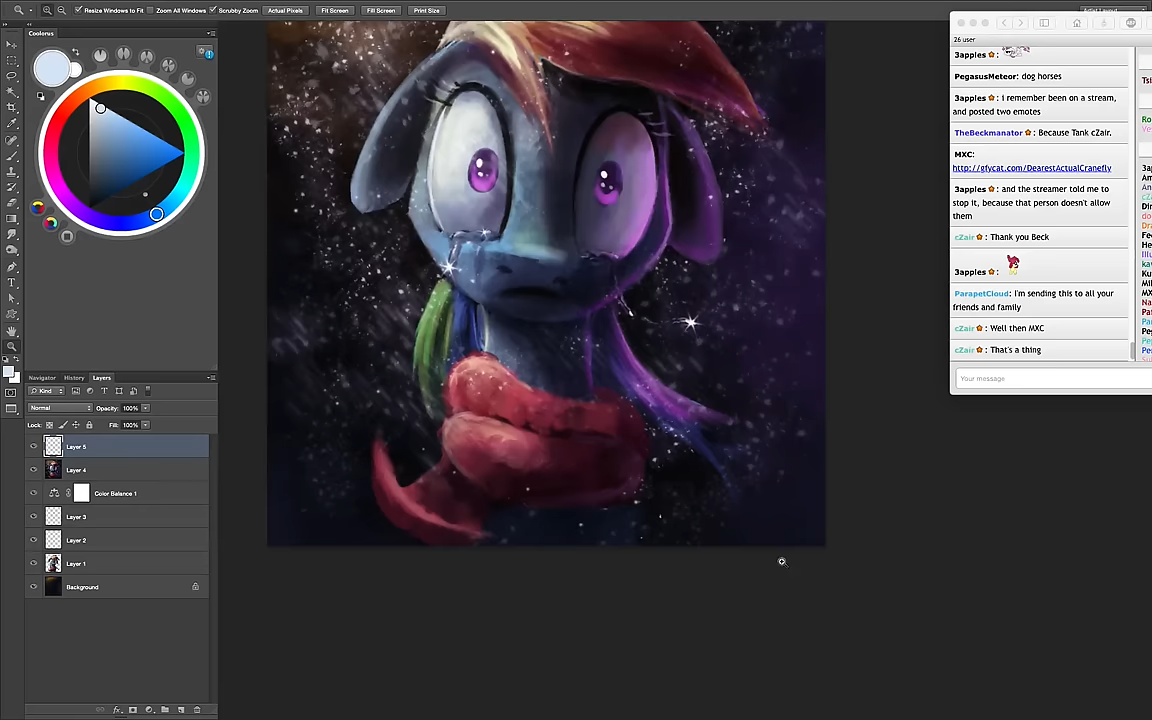 Resize Windows to Fit Zoom All Windows Scrubby Zoom Actual Pixels Fit Screen Fill Screen Print Size
Coolorus
Navigator History Layers
Kind
Normal Opacity: 100%
Lock: Fill: 100%
Layer 5
Layer 4
Color Balance 1
Layer 3
Layer 2
Layer 1
Background
26 user
3apples :
PegasusMeteor: dog horses
3apples : i remember been on a stream,
and posted two emotes
TheBeckmanator : Because Tank cZair.
MXC:
http://gfycat.com/DearestActualCranefly
3apples : and the streamer told me to
stop it, because that person doesn't allow
them
cZair : Thank you Beck
3apples :
ParapetCloud: I'm sending this to all your
friends and family
cZair : Well then MXC
cZair : That's a thing
Your message